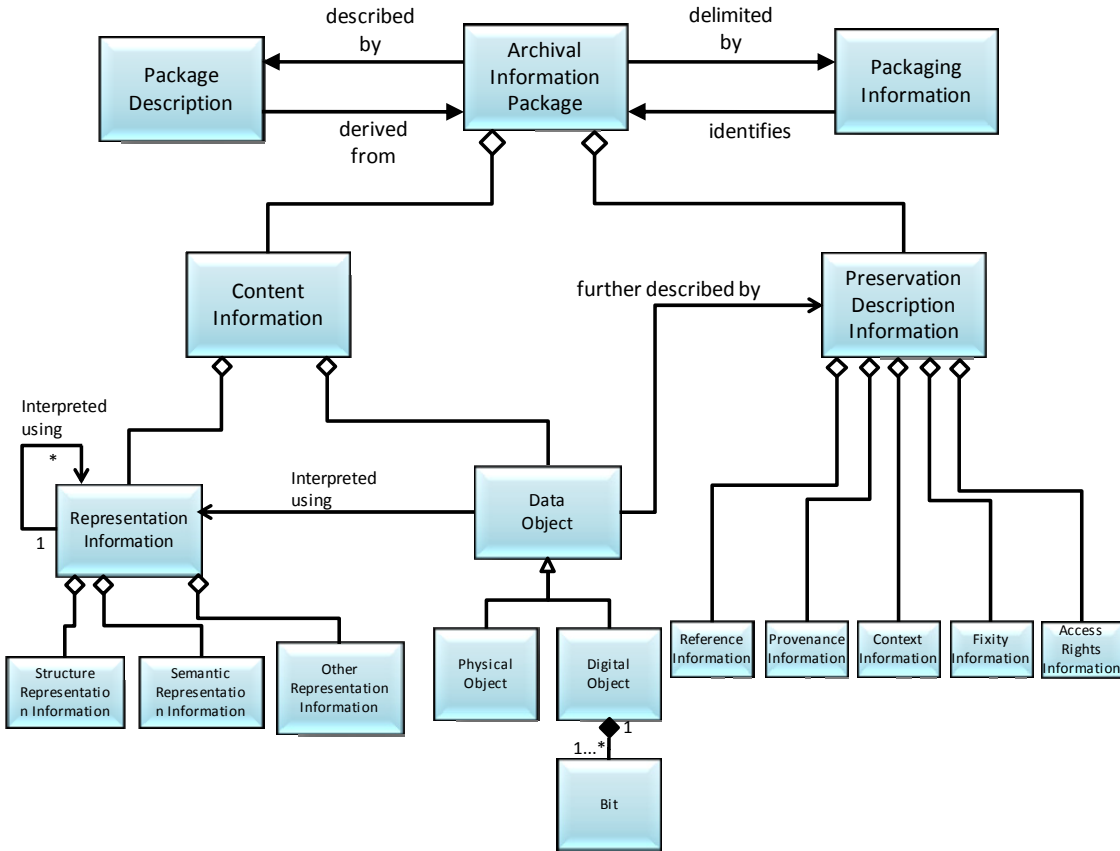 described
by
delimited
by
Package
Description
Archival
Information
Package
Packaging
Information
derived
from
identifies
Content
Information
further described by
Preservation
Description
Information
Interpreted
using
*
Interpreted
using
Representation
Information
1
Data
Object
Structure
Representatio
n Information
Semantic
Representatio
n Information
Other
Representation
Information
Physical
Object
Digital
Object
Reference
Information
Provenance
Information
Context
Information
Fixity
Information
Access
Rights
Information
1
1...*
Bit